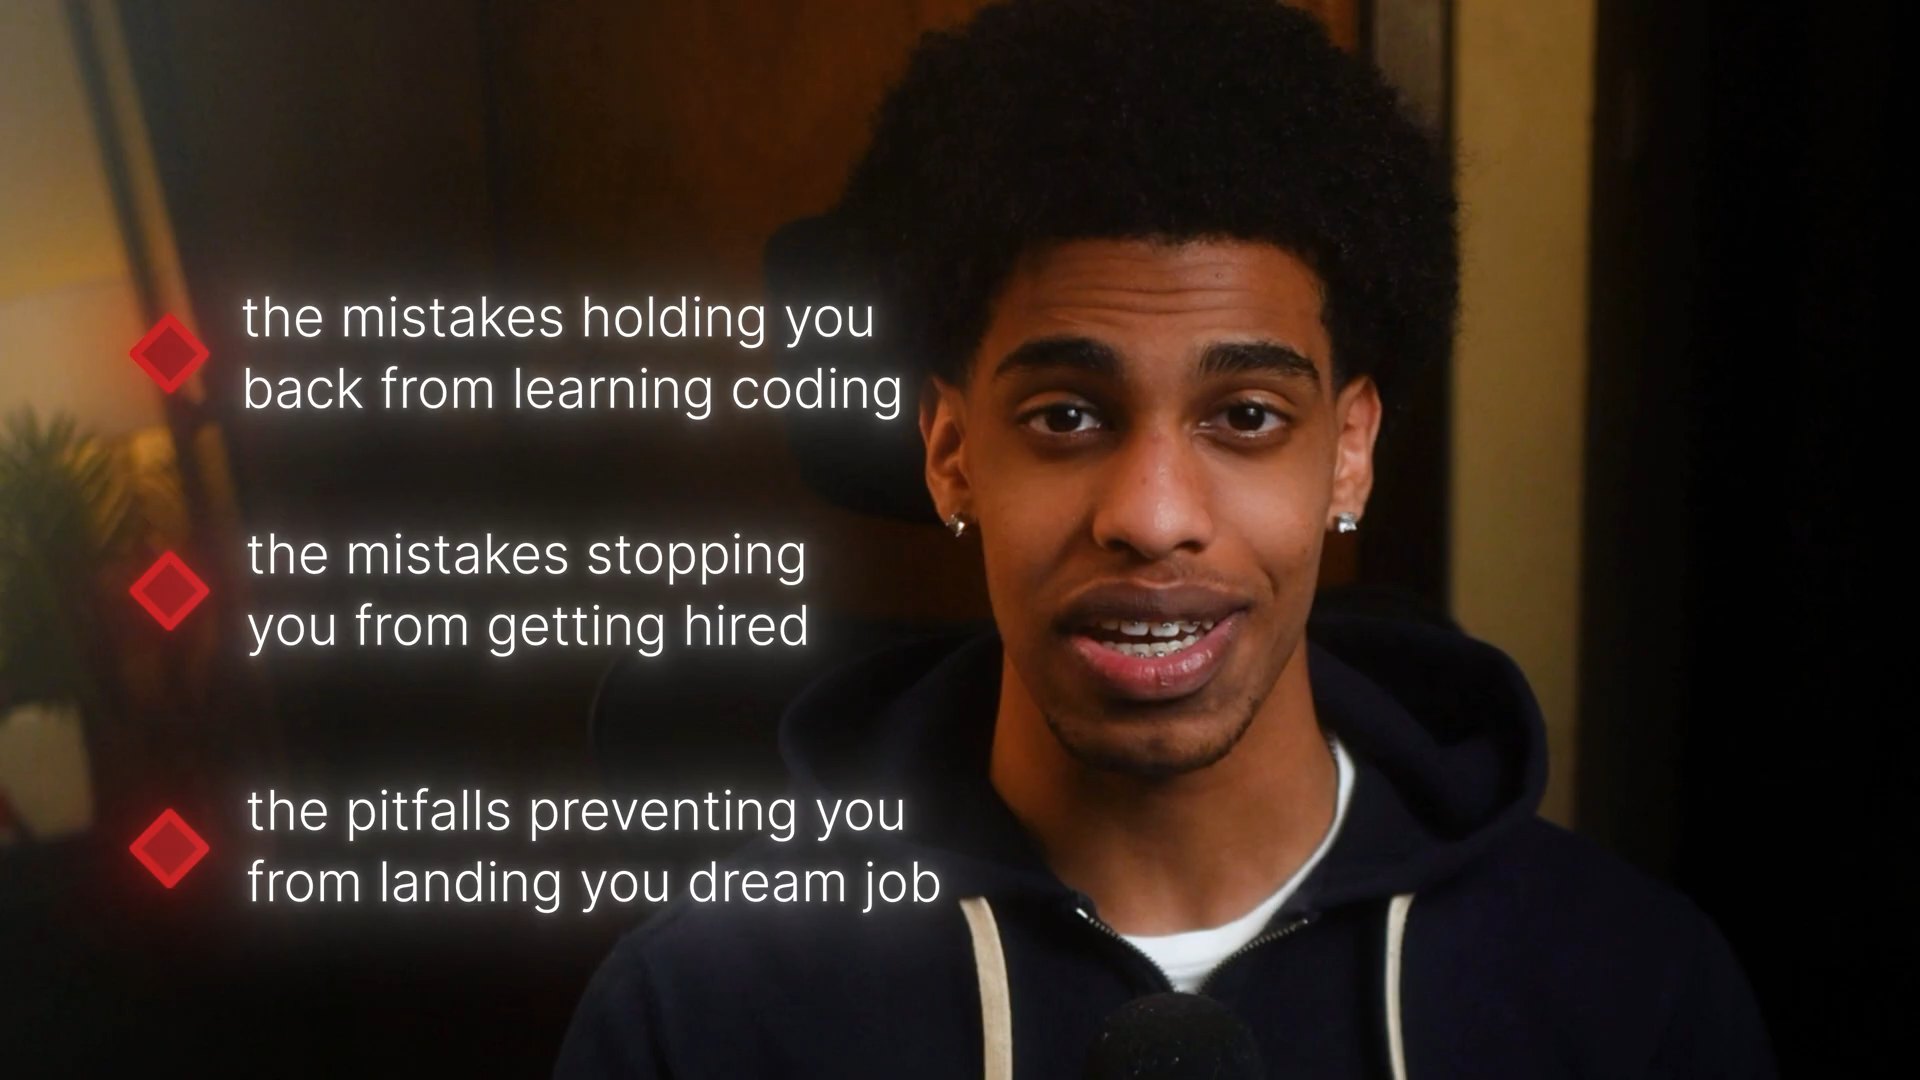 the mistakes holding you
back from learning coding
the mistakes stopping
you from getting hired
the pitfalls preventing you
from landing you dream job